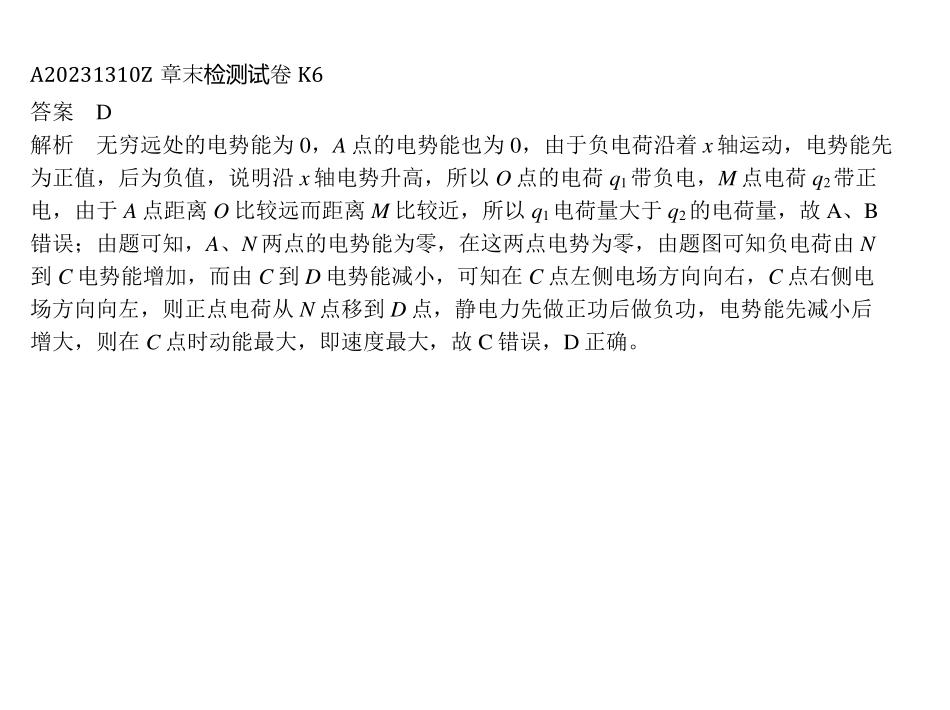 A20231310Z 章末检测试卷 K6
答案　D
解析　无穷远处的电势能为 0，A 点的电势能也为 0，由于负电荷沿着 x 轴运动，电势能先
为正值，后为负值，说明沿 x 轴电势升高，所以 O 点的电荷 q₁ 带负电，M 点电荷 q₂ 带正
电，由于 A 点距离 O 比较远而距离 M 比较近，所以 q₁ 电荷量大于 q₂ 的电荷量，故 A、B
错误；由题可知，A、N 两点的电势能为零，在这两点电势为零，由题图可知负电荷由 N
到 C 电势能增加，而由 C 到 D 电势能减小，可知在 C 点左侧电场方向向右，C 点右侧电
场方向向左，则正点电荷从 N 点移到 D 点，静电力先做正功后做负功，电势能先减小后
增大，则在 C 点时动能最大，即速度最大，故 C 错误，D 正确。